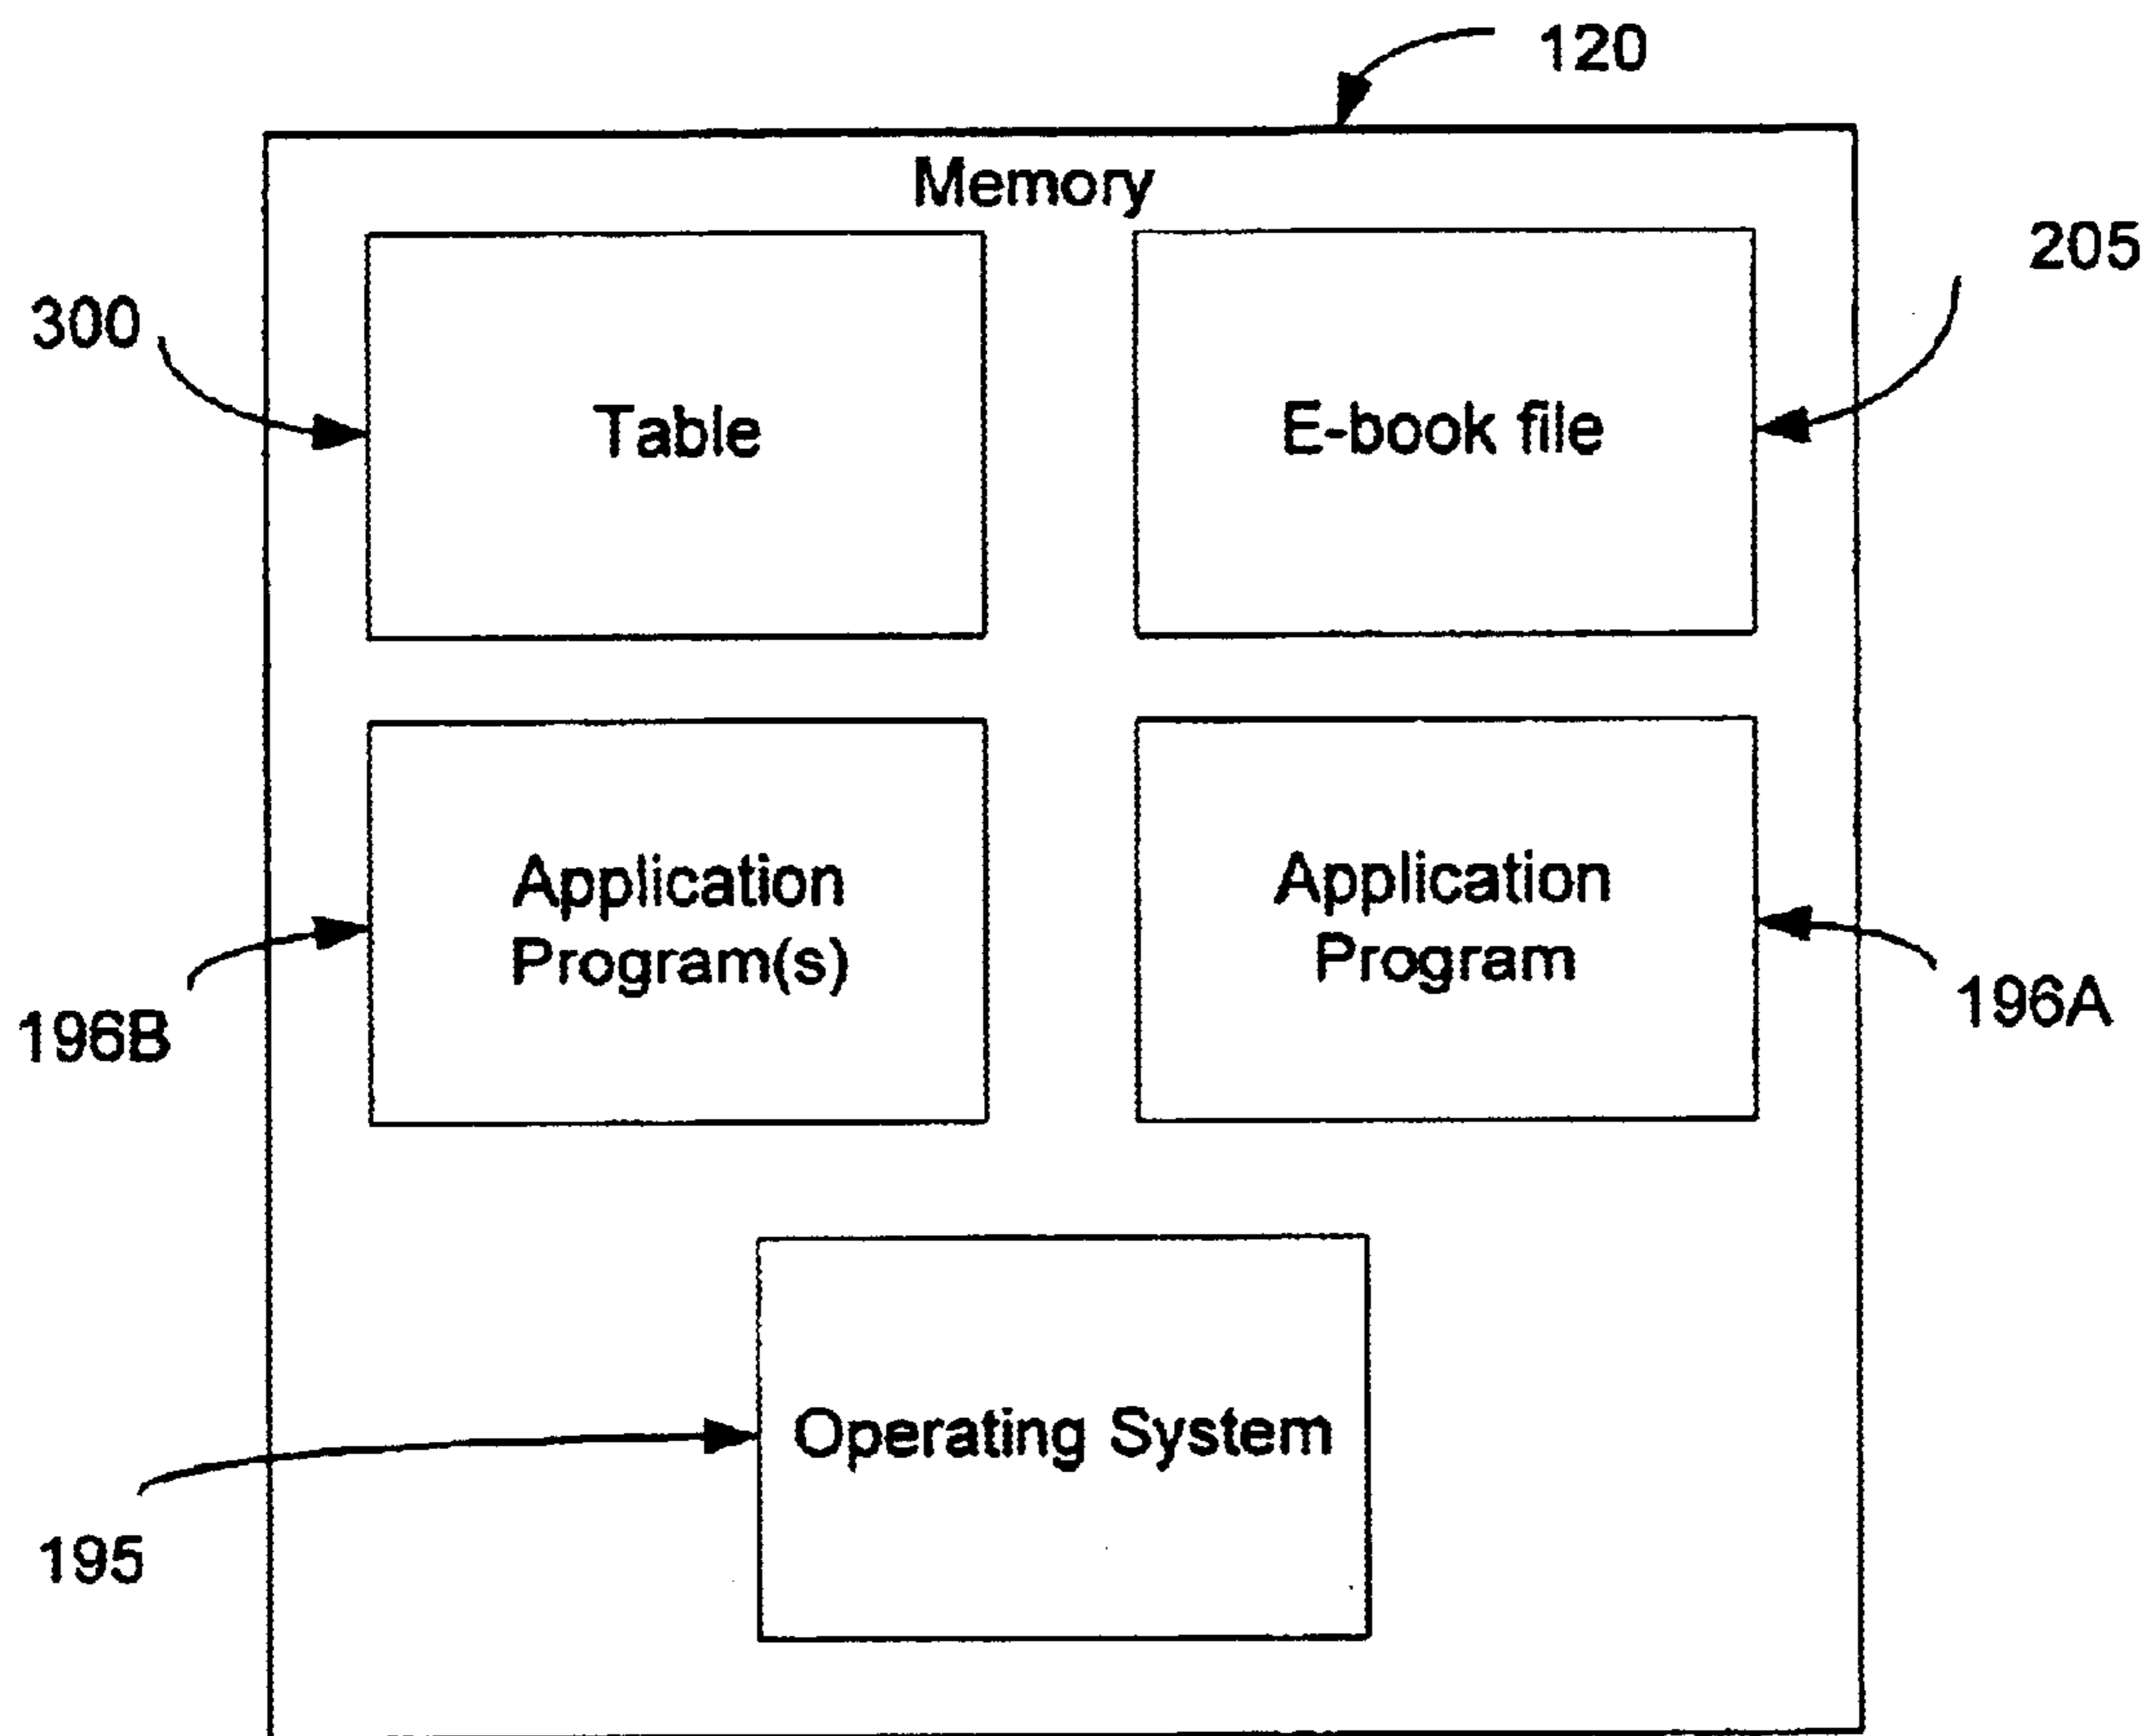 120
Memory
205
300
Table
E-book file
Application
Program(s)
Application
Program
196B
196A
Operating System
195